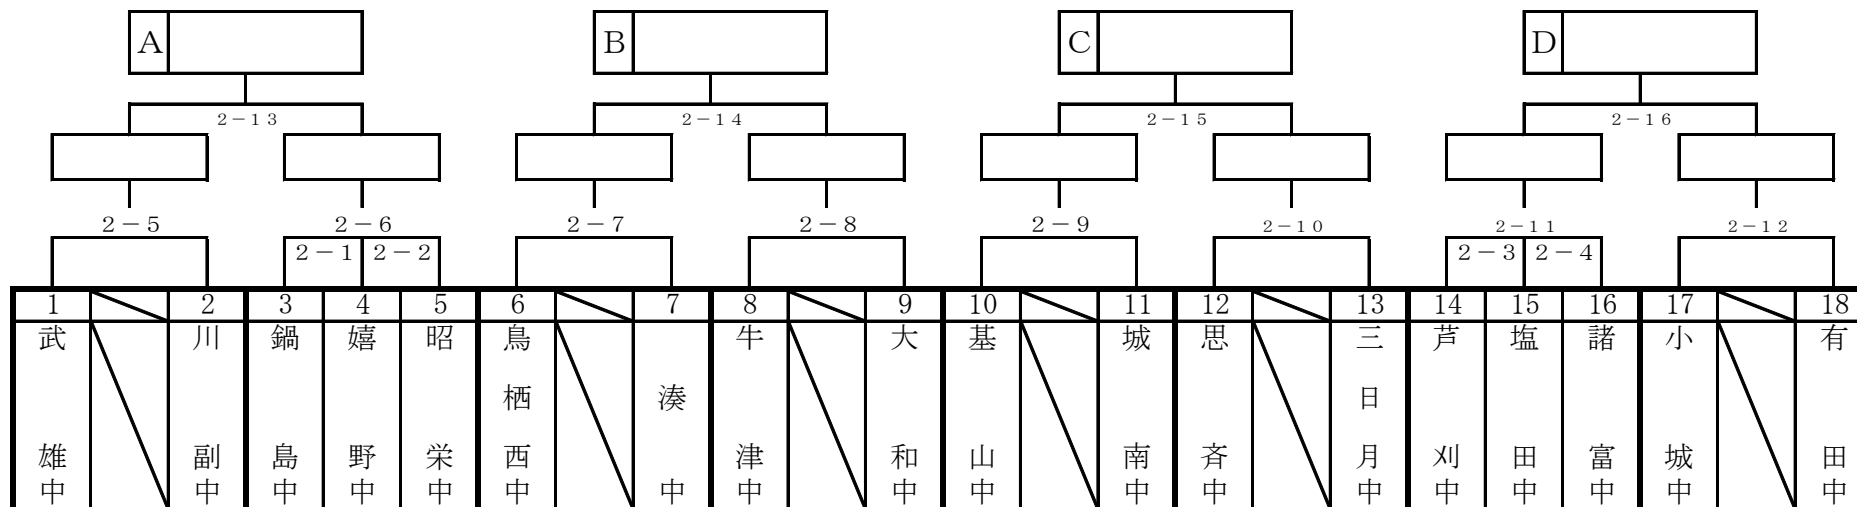 A B C D
2-13 2-14 2-15 2-16
2-5 2-6 2-7 2-8 2-9 2-10 2-11 2-12
2-1 2-2 2-3 2-4
1 2 3 4 5 6 7 8 9 10 11 12 13 14 15 16 17 18
武雄中
川副中
鍋島中
嬉野中
昭栄中
鳥栖西中
湊中
牛津中
大和中
基山中
城南中
思斉中
三日月中
芦刈中
塩田中
諸富中
小城中
有田中